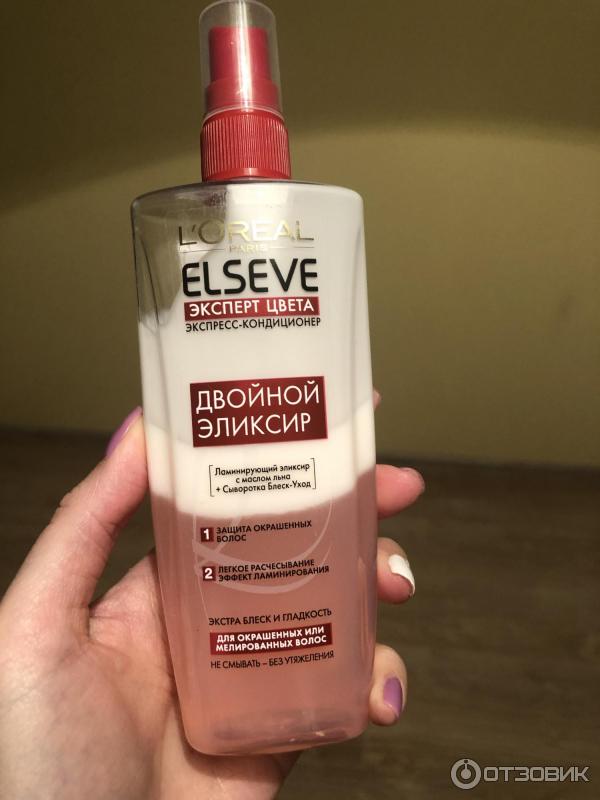 L'ORÉAL
PARIS
ELSEVE
ЭКСПЕРТ ЦВЕТА
ЭКСПРЕСС-КОНДИЦИОНЕР
ДВОЙНОЙ
ЭЛИКСИР
Ламинирующий эликсир
с маслом льна
+ Сыворотка Блеск-Уход
1 ЗАЩИТА ОКРАШЕННЫХ
ВОЛОС
2 ЛЕГКОЕ РАСЧЕСЫВАНИЕ
ЭФФЕКТ ЛАМИНИРОВАНИЯ
ЭКСТРА БЛЕСК И ГЛАДКОСТЬ
ДЛЯ ОКРАШЕННЫХ ИЛИ
МЕЛИРОВАННЫХ ВОЛОС
НЕ СМЫВАТЬ – БЕЗ УТЯЖЕЛЕНИЯ
ОТЗОВИК